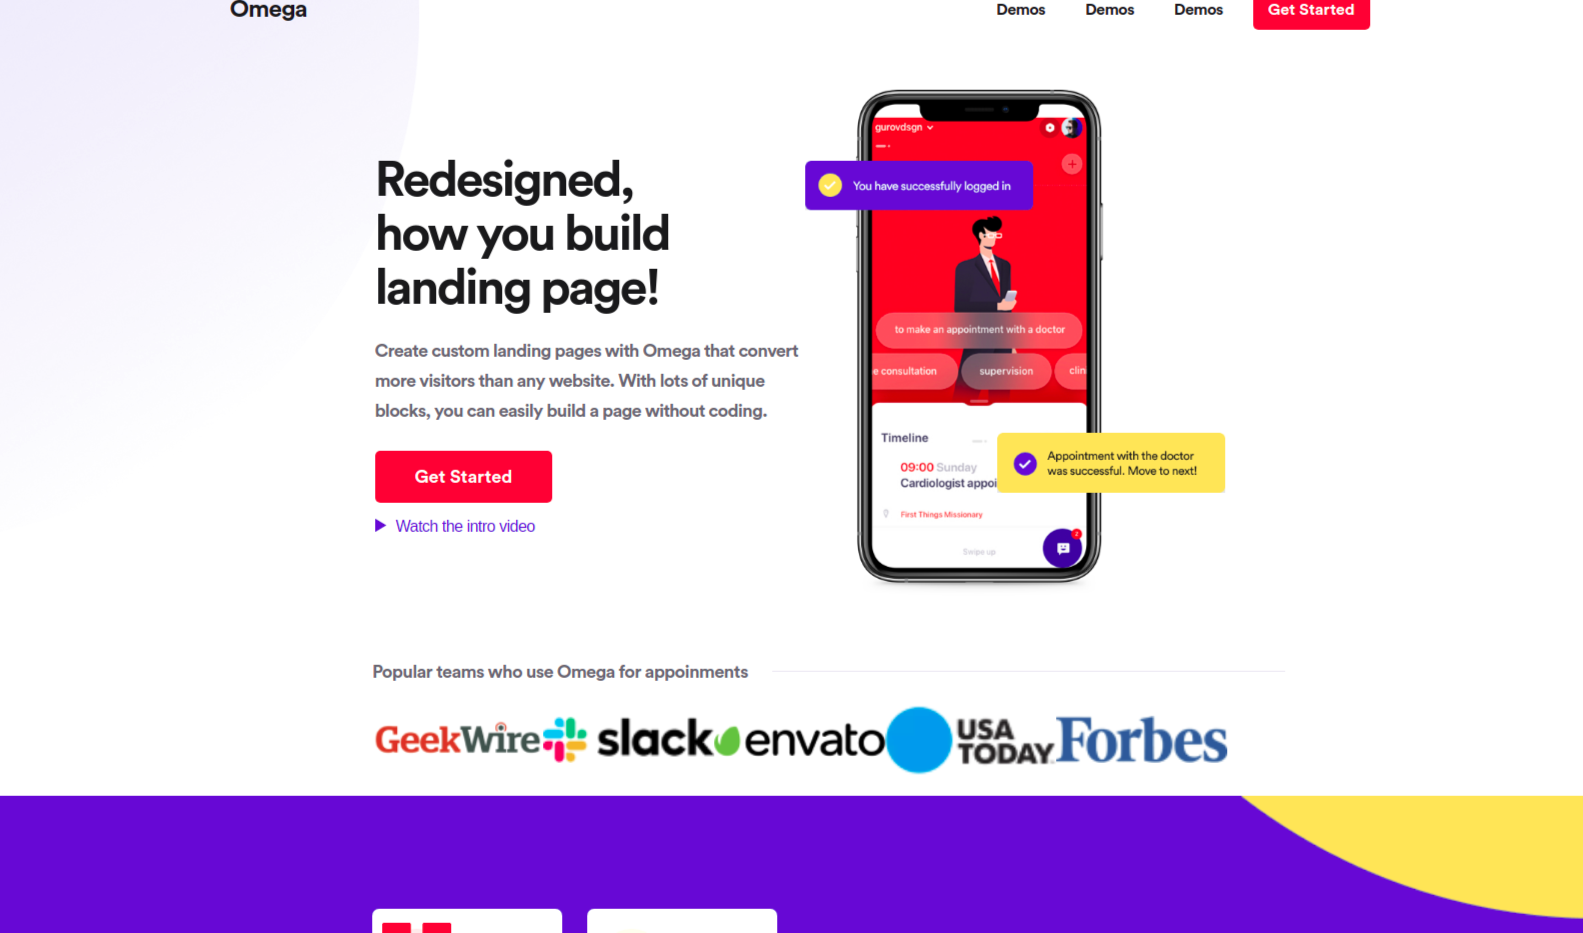 Omega
Demos
Demos
Demos
Get Started
Redesigned,
how you build
landing page!
Create custom landing pages with Omega that convert
more visitors than any website. With lots of unique
blocks, you can easily build a page without coding.
Get Started
Watch the intro video
gurovdsgn
You have successfully logged in
to make an appointment with a doctor
e consultation
supervision
clin
Timeline
09:00 Sunday
Cardiologist appoi
First Things Missionary
Swipe up
Appointment with the doctor
was successful. Move to next!
Popular teams who use Omega for appoinments
GeekWire
slack
envato
USA
TODAY
Forbes